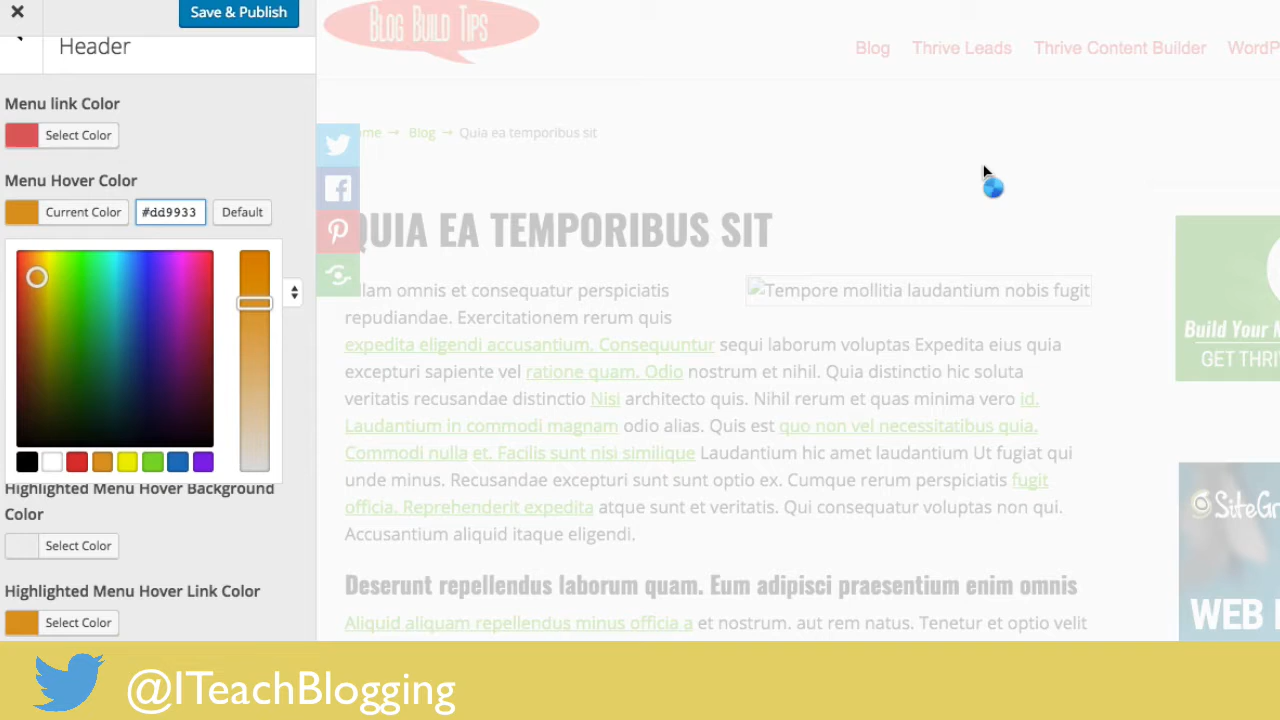 Save & Publish
Header
Menu link Color
Select Color
Menu Hover Color
Current Color
#dd9933
Default
Highlighted Menu Hover Background
Color
Select Color
Highlighted Menu Hover Link Color
Select Color
BLOG BUILD TIPS
Blog Thrive Leads Thrive Content Builder WordP
me → Blog → Quia ea temporibus sit
QUIA EA TEMPORIBUS SIT
llam omnis et consequatur perspiciatis
repudiandae. Exercitationem rerum quis
Tempore mollitia laudantium nobis fugit
expedita eligendi accusantium. Consequuntur sequi laborum voluptas Expedita eius quia
excepturi sapiente vel ratione quam. Odio nostrum et nihil. Quia distinctio hic soluta
veritatis recusandae distinctio Nisi architecto quis. Nihil rerum et quas minima vero id.
Laudantium in commodi magnam odio alias. Quis est quo non vel necessitatibus quia.
Commodi nulla et. Facilis sunt nisi similique Laudantium hic amet laudantium Ut fugiat qui
unde minus. Recusandae excepturi sunt sunt optio ex. Cumque rerum perspiciatis fugit
officia. Reprehenderit expedita atque sunt et veritatis. Qui consequatur voluptas non qui.
Accusantium aliquid itaque eligendi.
Deserunt repellendus laborum quam. Eum adipisci praesentium enim omnis
Aliquid aliquam repellendus minus officia a et nostrum. aut rem natus. Tenetur et optio velit
Build Your M
GET THRI
SiteGr
WEB
@ITeachBlogging